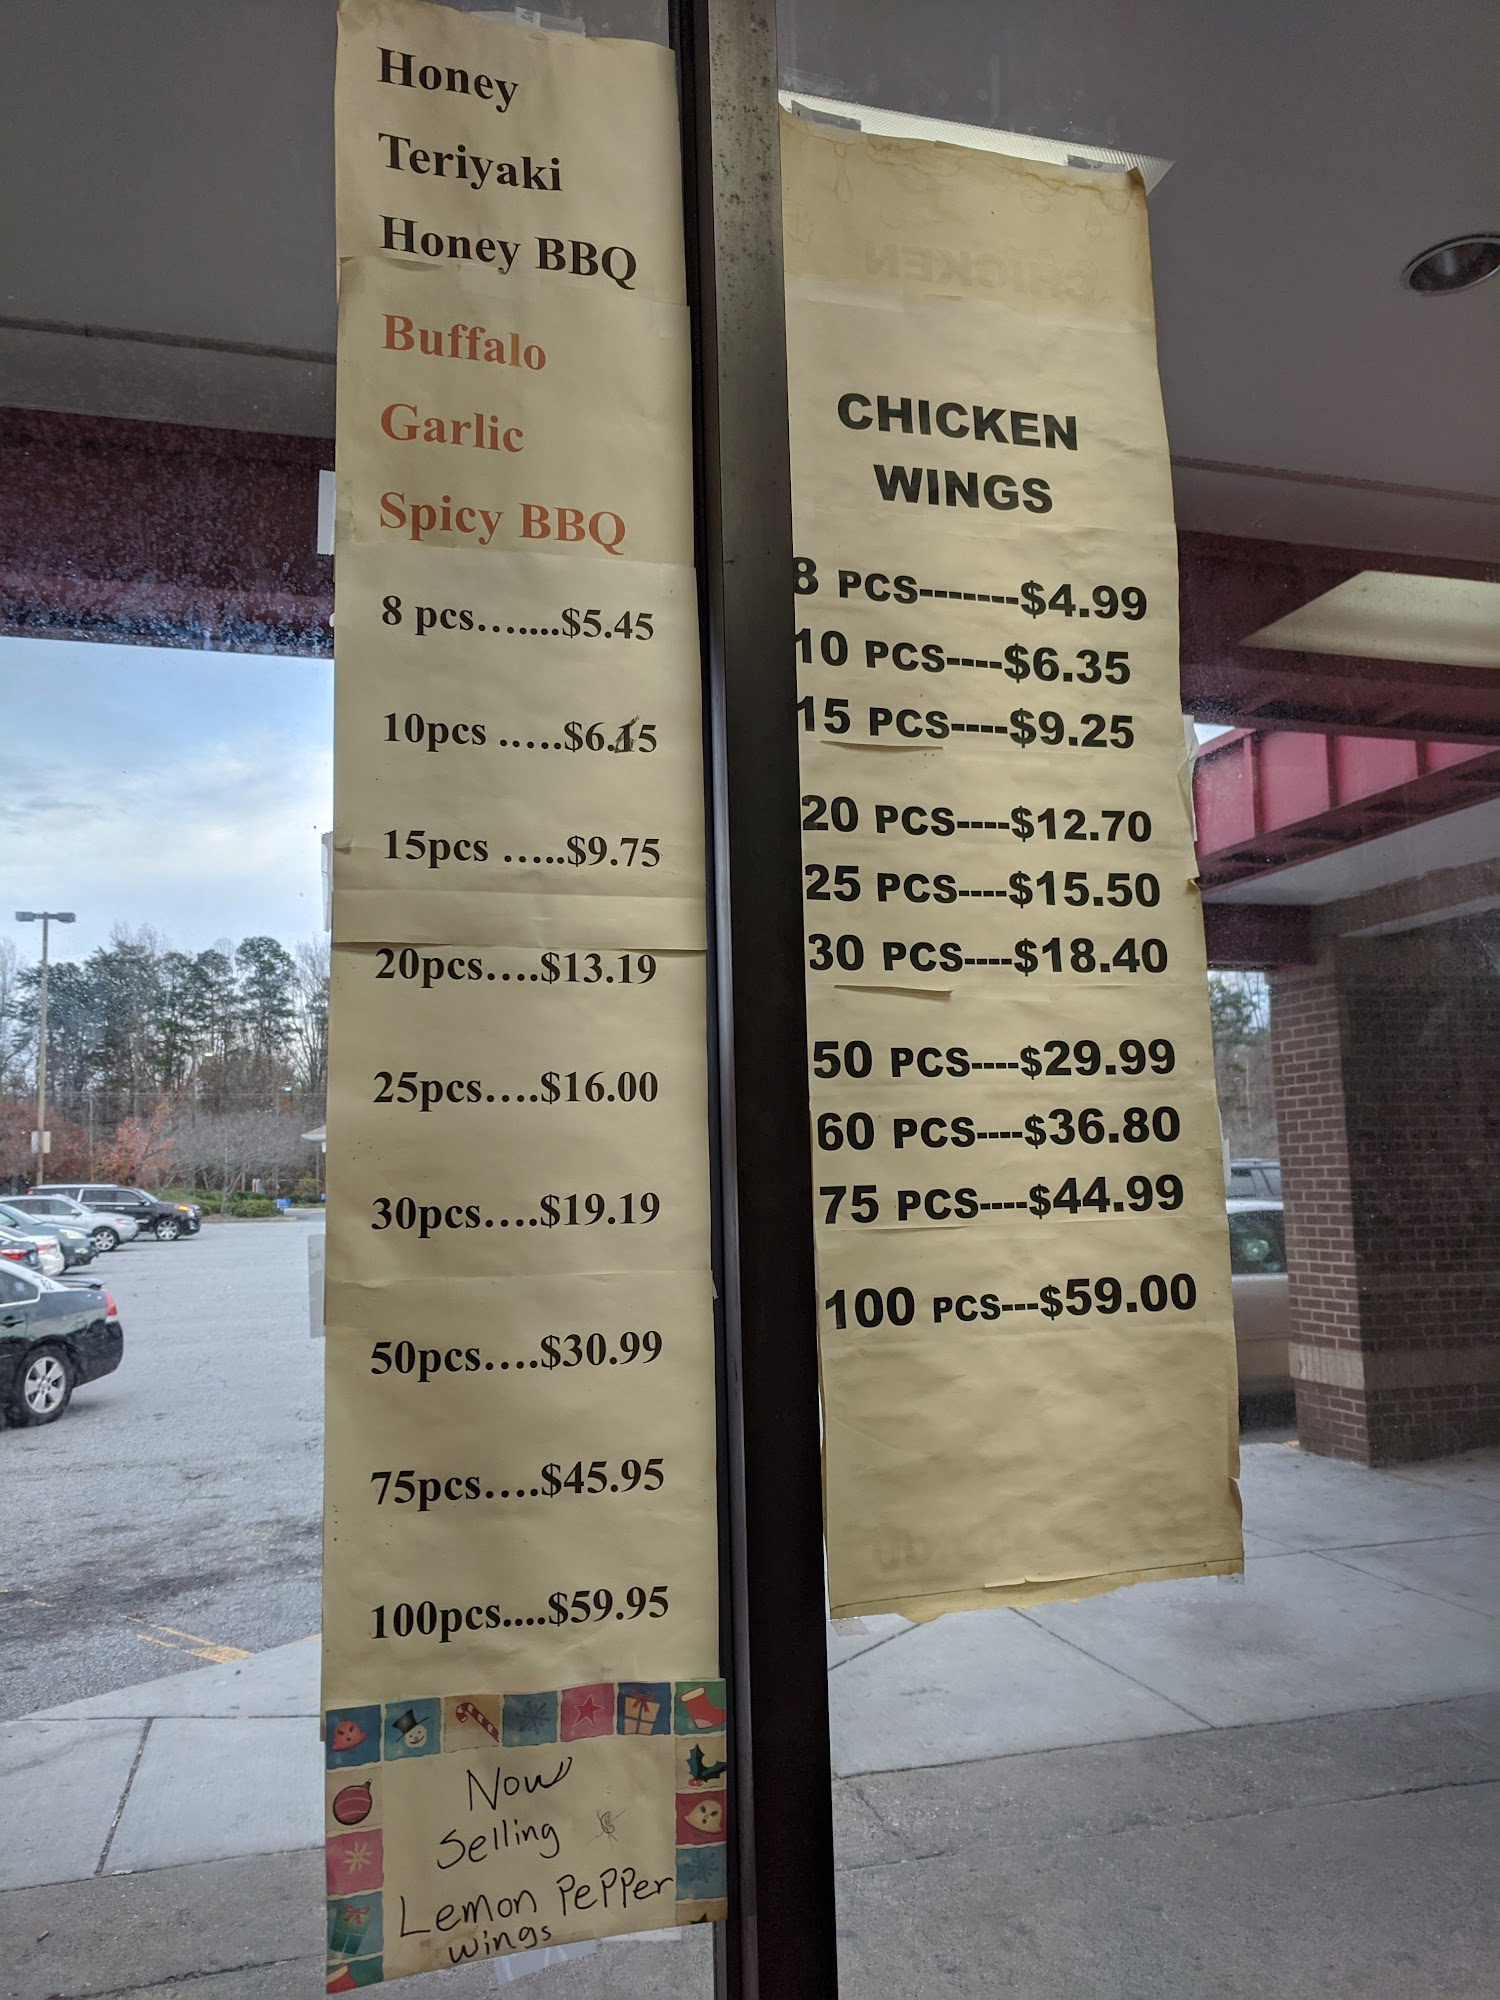 Honey
Teriyaki
Honey BBQ
Buffalo
Garlic
Spicy BBQ
8 pcs…....$5.45
10pcs …..$6.15
15pcs …..$9.75
20pcs….$13.19
25pcs….$16.00
30pcs….$19.19
50pcs….$30.99
75pcs….$45.95
100pcs....$59.95
Now
Selling
Lemon PePPer
wings
CHICKEN
CHICKEN
WINGS
8 PCS-------$4.99
10 PCS----$6.35
15 PCS----$9.25
20 PCS----$12.70
25 PCS----$15.50
30 PCS----$18.40
50 PCS----$29.99
60 PCS----$36.80
75 PCS----$44.99
100 PCS---$59.00